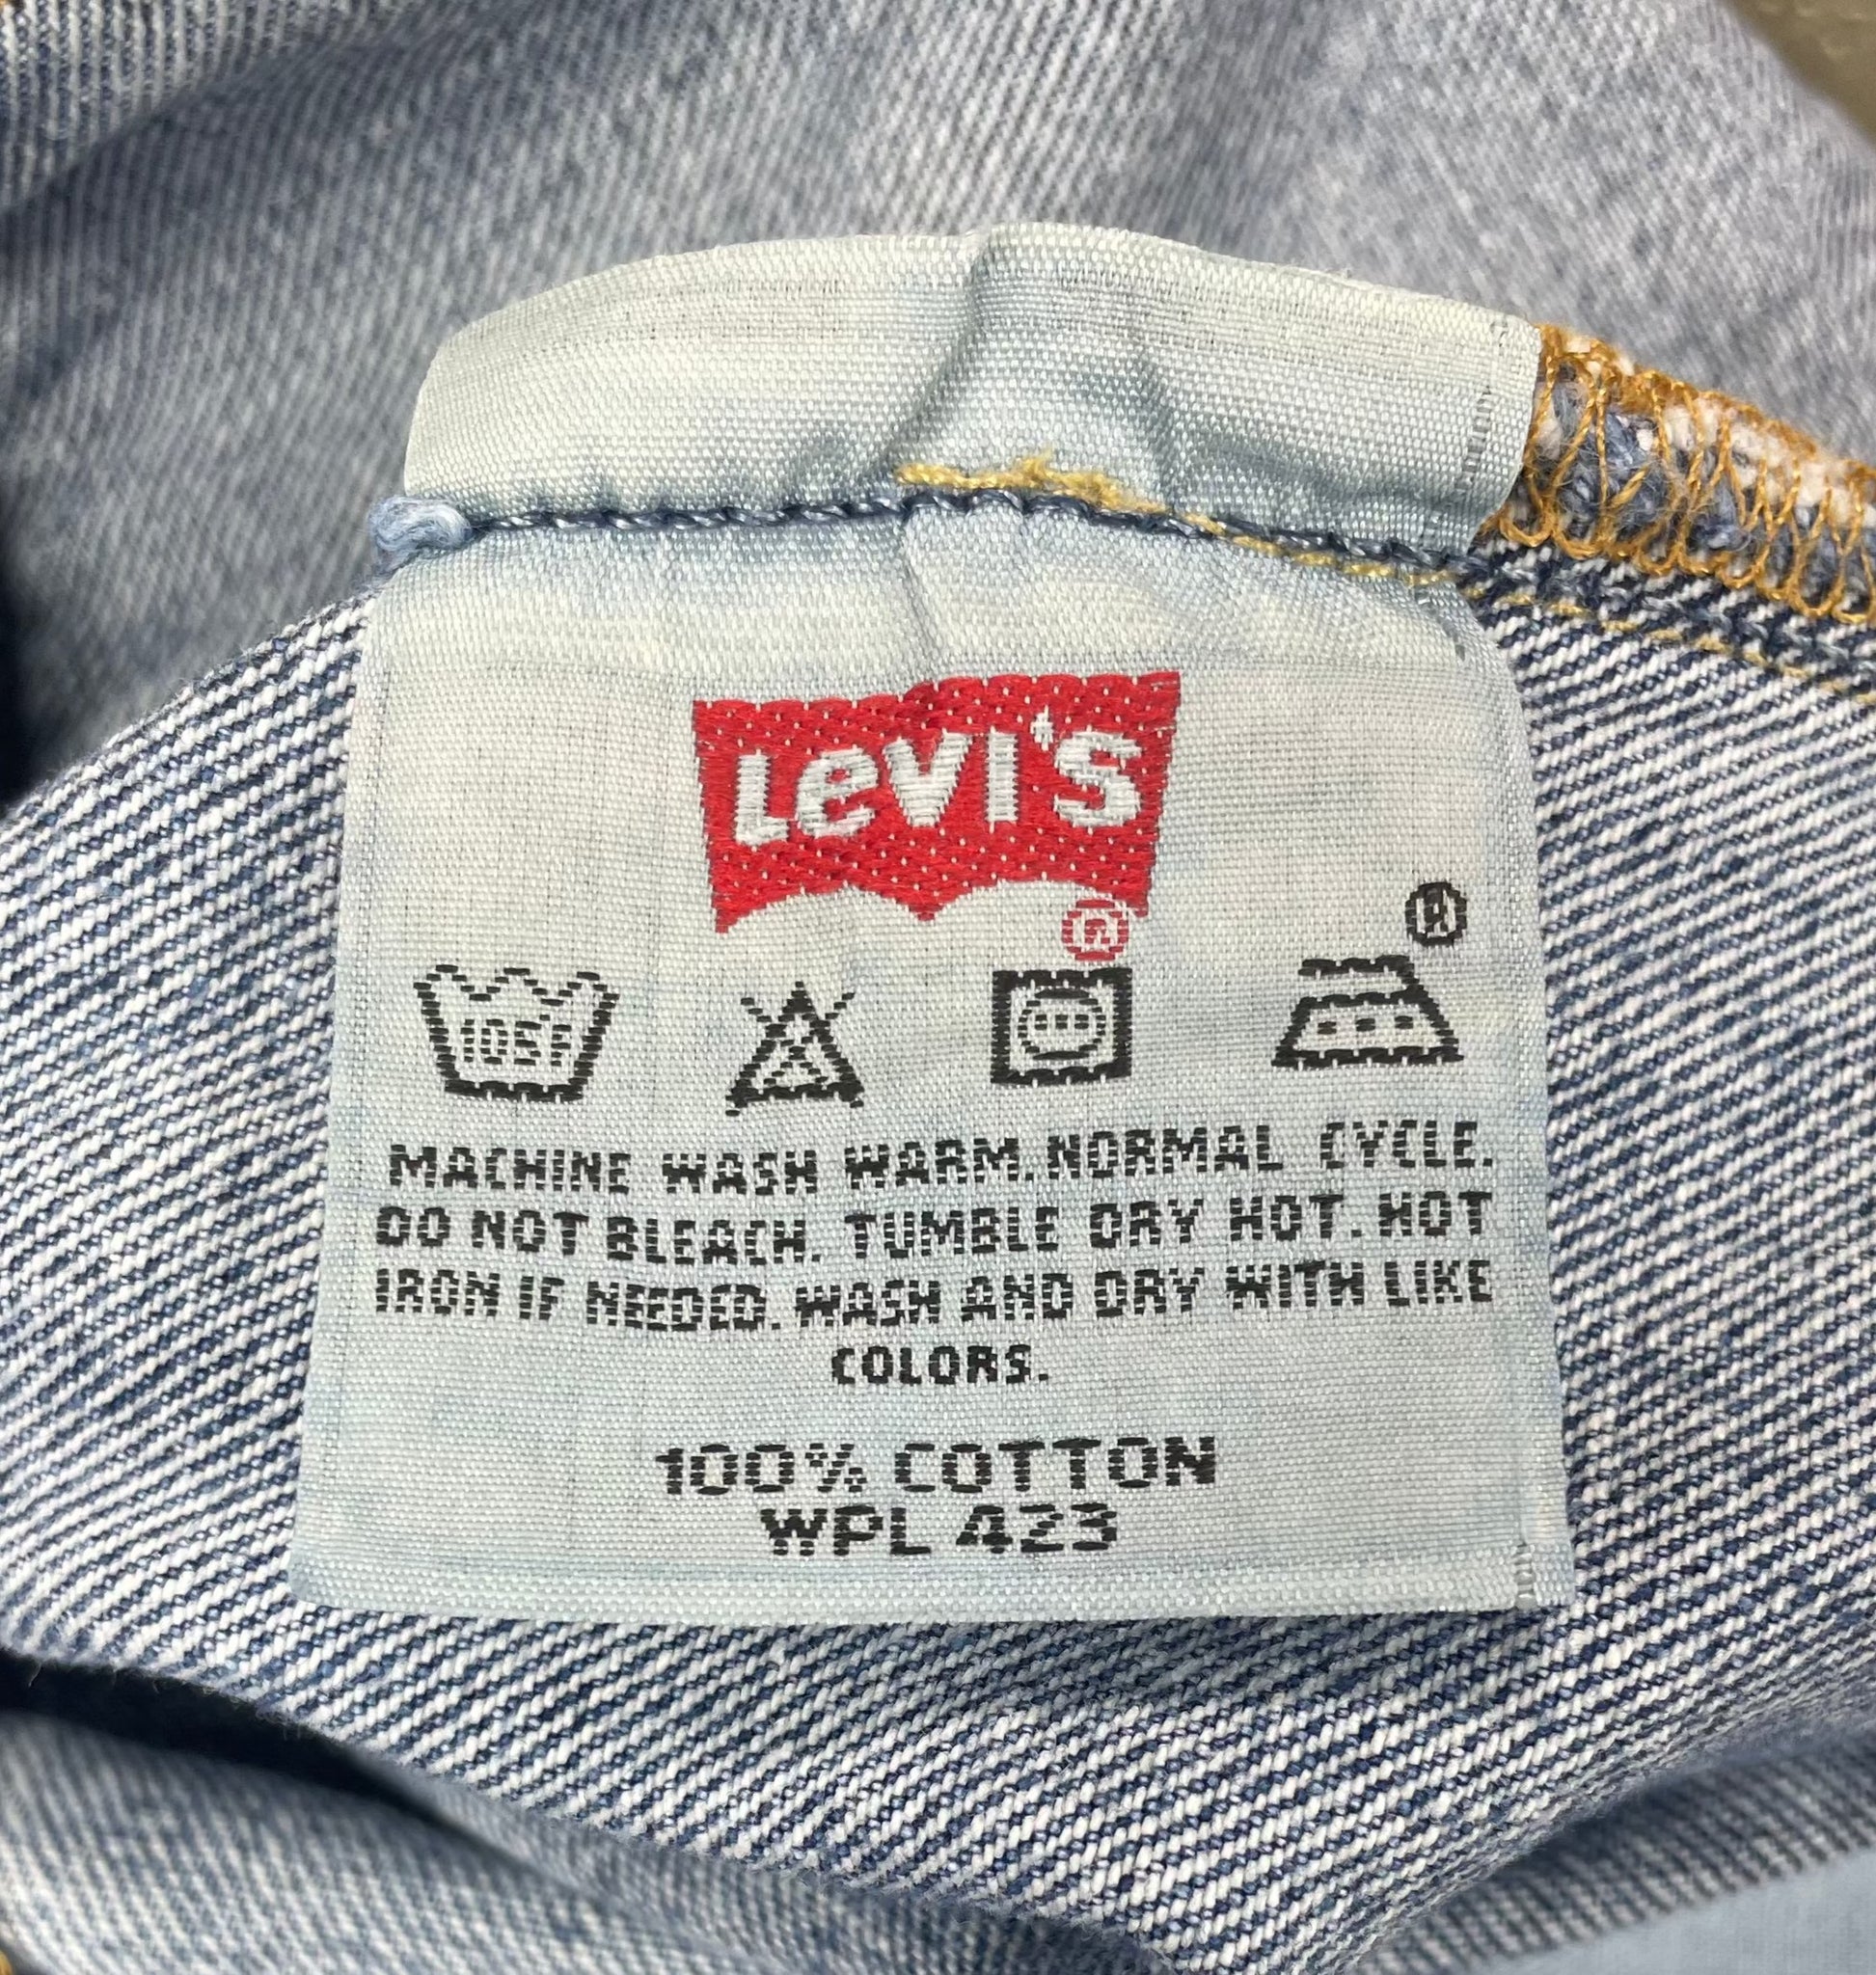 LEVI'S
®
®
105F
MACHINE WASH WARM. NORMAL CYCLE.
DO NOT BLEACH. TUMBLE DRY HOT. HOT
IRON IF NEEDED. WASH AND DRY WITH LIKE
COLORS.
100% COTTON
WPL 423